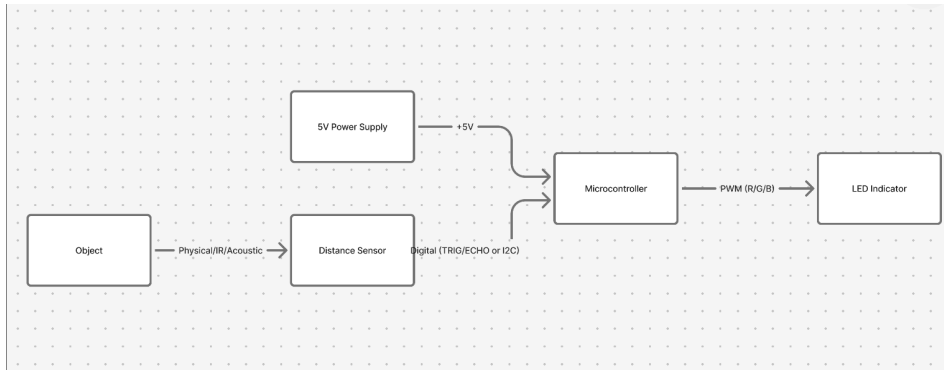 5V Power Supply
+5V
Microcontroller
PWM (R/G/B)
LED Indicator
Object
Physical/IR/Acoustic
Distance Sensor
Digital (TRIG/ECHO or I2C)